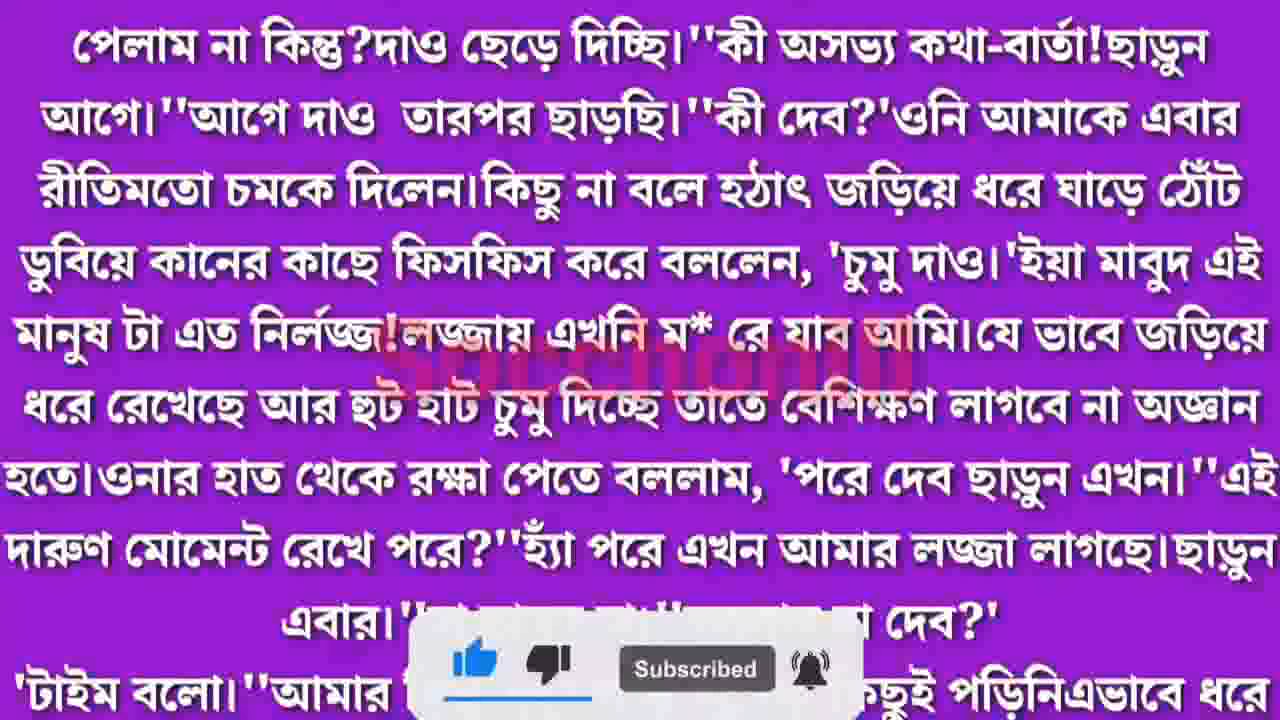 পেলাম না কিন্তু?দাও ছেড়ে দিচ্ছি।''কী অসভ্য কথা-বার্তা!ছাড়ুন
আগে।''আগে দাও তারপর ছাড়ছি।''কী দেব?'ওনি আমাকে এবার
রীতিমতো চমকে দিলেন।কিছু না বলে হঠাৎ জড়িয়ে ধরে ঘাড়ে ঠোঁট
ডুবিয়ে কানের কাছে ফিসফিস করে বললেন, 'চুমু দাও।'ইয়া মাবুদ এই
মানুষ টা এত নির্লজ্জ!লজ্জায় এখনি ম* রে যাব আমি।যে ভাবে জড়িয়ে
ধরে রেখেছে আর হুট হাট চুমু দিচ্ছে তাতে বেশিক্ষণ লাগবে না অজ্ঞান
হতে।ওনার হাত থেকে রক্ষা পেতে বললাম, 'পরে দেব ছাড়ুন এখন।''এই
দারুণ মোমেন্ট রেখে পরে?''হ্যাঁ পরে এখন আমার লজ্জা লাগছে।ছাড়ুন
এবার।' দেব?'
'টাইম বলো।''আমার পড়িনিএভাবে ধরে
Subscribed